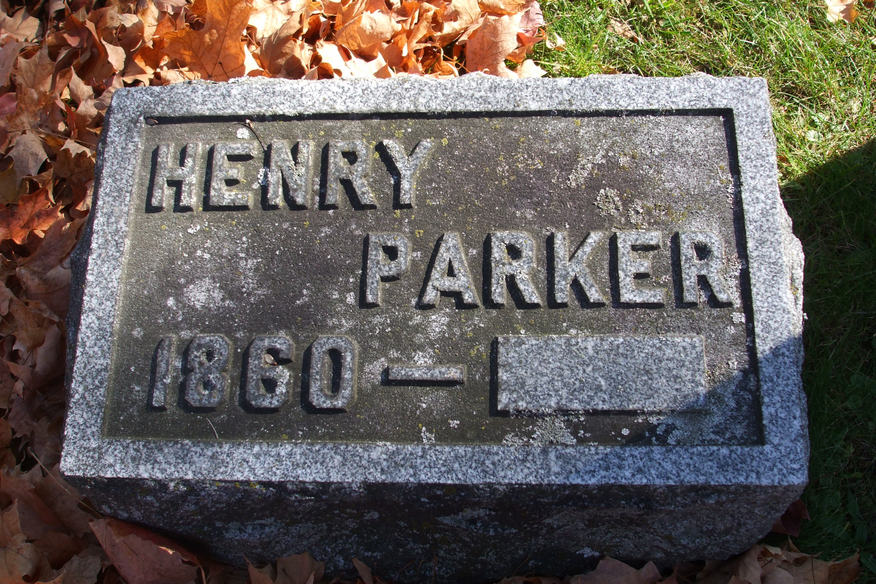 HENRY
PARKER
1860 —